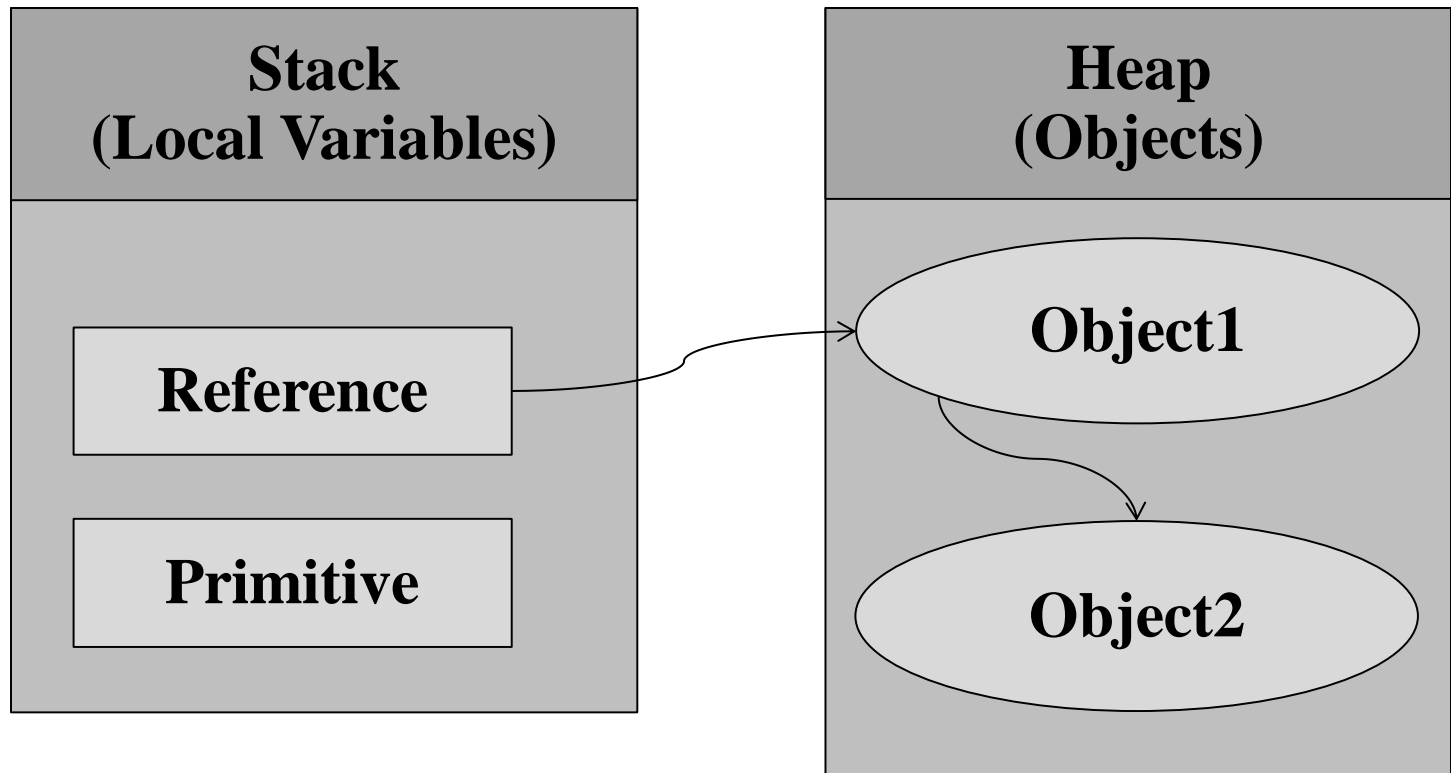 Stack
(Local Variables)
Reference
Primitive
Heap
(Objects)
Object1
Object2